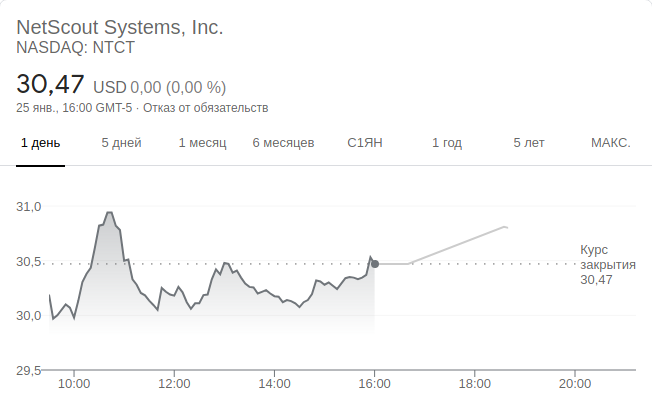 NetScout Systems, Inc.
NASDAQ: NTCT
30,47 USD 0,00 (0,00 %)
25 янв., 16:00 GMT-5 · Отказ от обязательств
1 день 5 дней 1 месяц 6 месяцев С1ЯН 1 год 5 лет МАКС.
31,0
30,5
30,0
29,5
Курс
закрытия
30,47
10:00 12:00 14:00 16:00 18:00 20:00